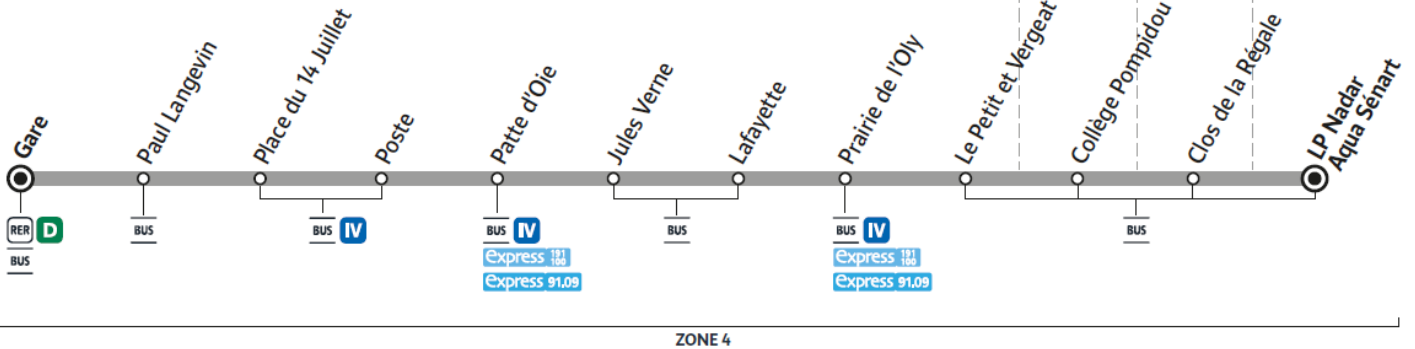 Gare
Paul Langevin
Place du 14 Juillet
Poste
Patte d'Oie
Jules Verne
Lafayette
Prairie de l'Oly
Le Petit et Vergeat
Collège Pompidou
Clos de la Régale
LP Nadar
Aqua Sénart
RER D
BUS
BUS
BUS IV
BUS IV
express 191 100
express 91.09
BUS
BUS IV
express 191 100
express 91.09
BUS
ZONE 4